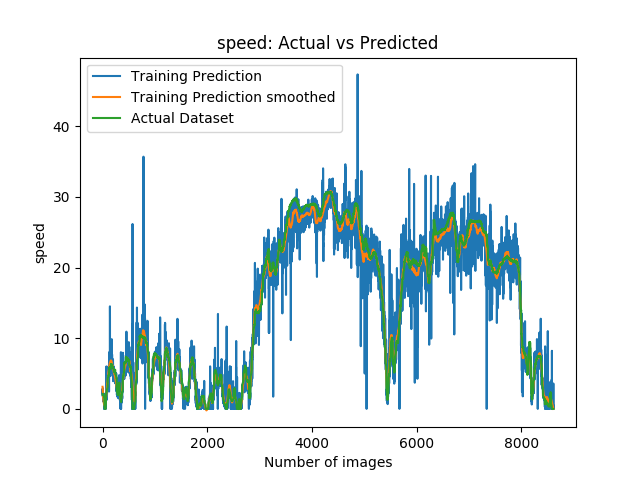 speed: Actual vs Predicted
Training Prediction
Training Prediction smoothed
Actual Dataset
40
30
20
10
0
speed
0 2000 4000 6000 8000
Number of images